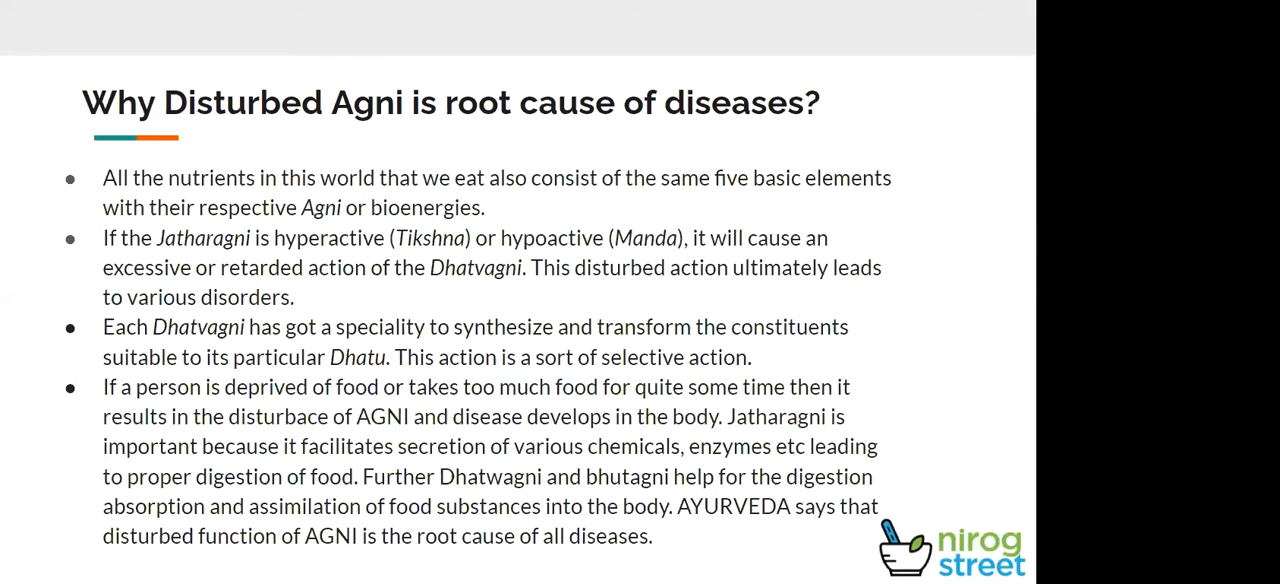 Why Disturbed Agni is root cause of diseases?
● All the nutrients in this world that we eat also consist of the same five basic elements
with their respective Agni or bioenergies.
● If the Jatharagni is hyperactive (Tikshna) or hypoactive (Manda), it will cause an
excessive or retarded action of the Dhatvagni. This disturbed action ultimately leads
to various disorders.
● Each Dhatvagni has got a speciality to synthesize and transform the constituents
suitable to its particular Dhatu. This action is a sort of selective action.
● If a person is deprived of food or takes too much food for quite some time then it
results in the disturbace of AGNI and disease develops in the body. Jatharagni is
important because it facilitates secretion of various chemicals, enzymes etc leading
to proper digestion of food. Further Dhatwagni and bhutagni help for the digestion
absorption and assimilation of food substances into the body. AYURVEDA says that
disturbed function of AGNI is the root cause of all diseases.
nirog
street